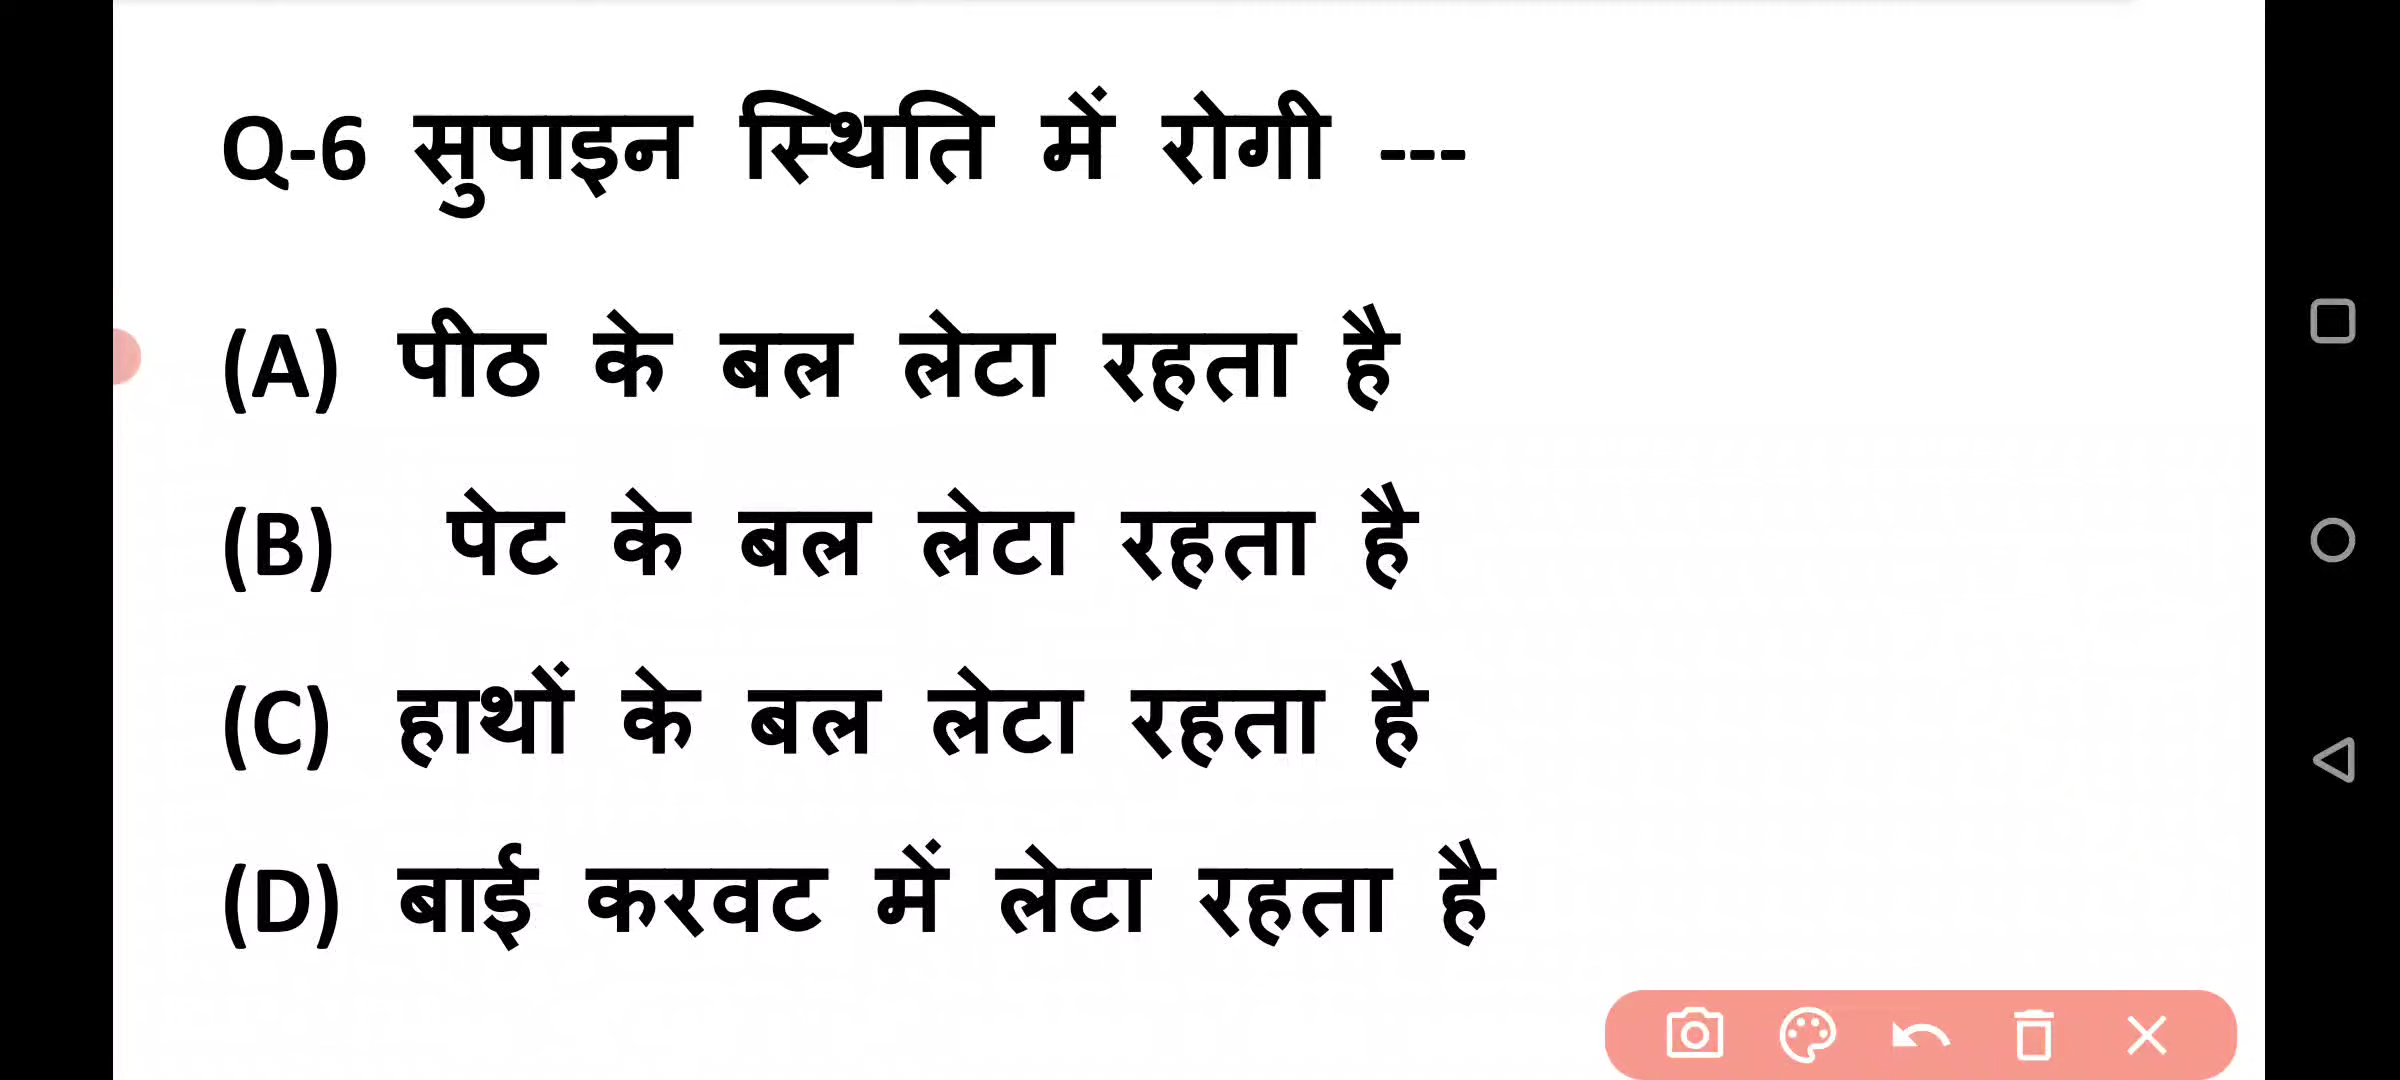 Q-6 सुपाइन स्थिति में रोगी ---
(A) पीठ के बल लेटा रहता है
(B) पेट के बल लेटा रहता है
(C) हाथों के बल लेटा रहता है
(D) बाई करवट में लेटा रहता है